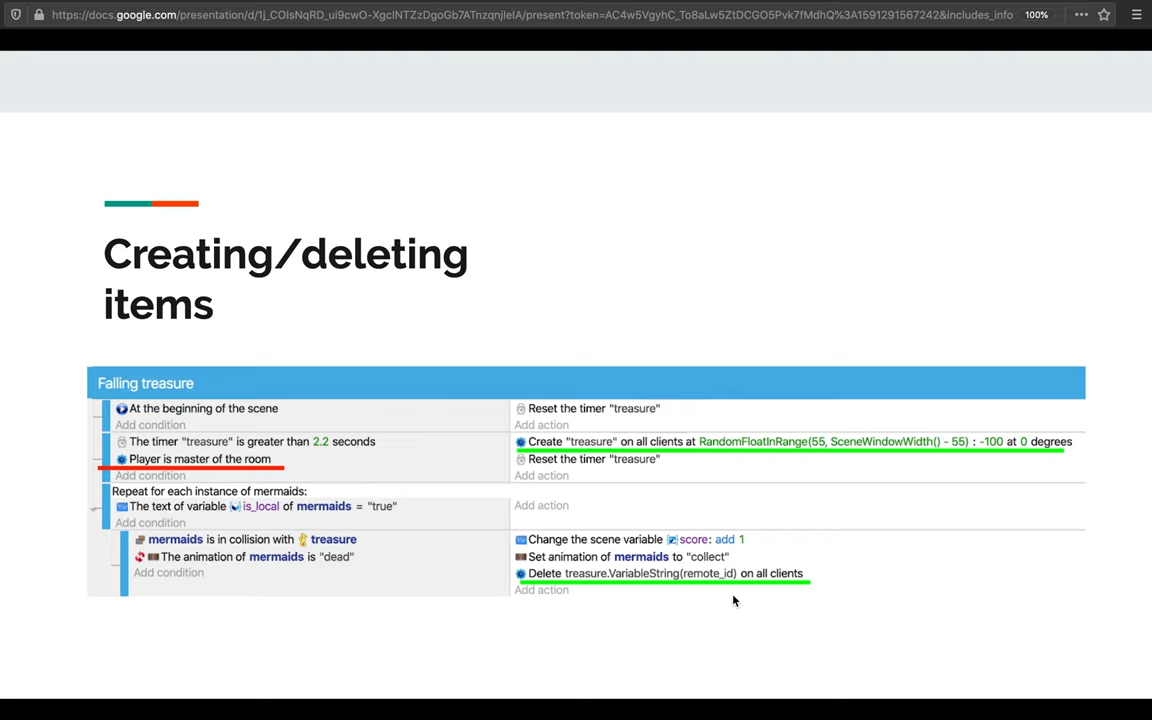 https://docs.google.com/presentation/d/1j_COIsNqRD_ui9cwO-XgcINTZzDgoGb7ATnzqnjleIA/present?token=AC4w5VgyhC_To8aLw5ZtDCGO5Pvk7fMdhQ%3A1591291567242&includes_info
100%
Creating/deleting
items
Falling treasure
At the beginning of the scene
Reset the timer "treasure"
Add condition
Add action
The timer "treasure" is greater than 2.2 seconds
Create "treasure" on all clients at RandomFloatInRange(55, SceneWindowWidth() - 55) : -100 at 0 degrees
Player is master of the room
Reset the timer "treasure"
Add condition
Add action
Repeat for each instance of mermaids:
The text of variable is_local of mermaids = "true"
Add action
Add condition
mermaids is in collision with treasure
Change the scene variable score: add 1
The animation of mermaids is "dead"
Set animation of mermaids to "collect"
Add condition
Delete treasure.VariableString(remote_id) on all clients
Add action